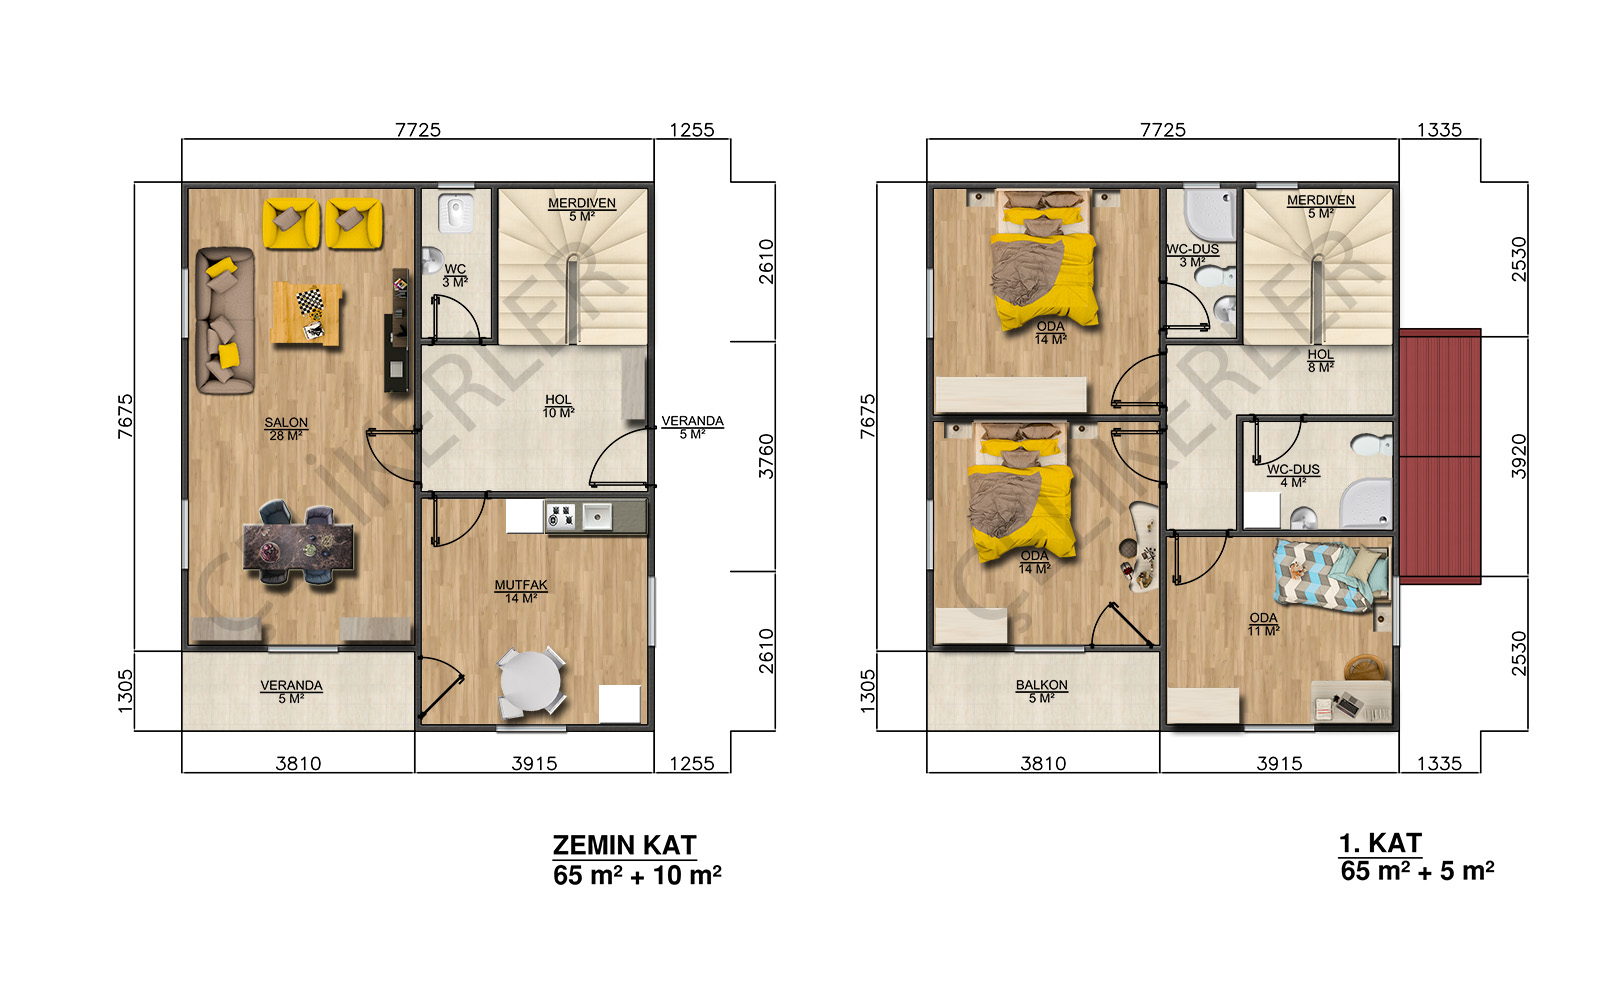 7725
1255
7675
1305
MERDIVEN
5 M²
WC
3 M²
SALON
28 M²
HOL
10 M²
VERANDA
5 M²
MUTFAK
14 M²
VERANDA
5 M²
2610
3760
2610
3810
3915
1255
ÇELİKERLER
ZEMIN KAT
65 m² + 10 m²
7725
1335
7675
1305
ODA
14 M²
WC-DUS
3 M²
MERDIVEN
5 M²
HOL
8 M²
WC-DUS
4 M²
ODA
14 M²
ODA
11 M²
BALKON
5 M²
2530
3920
2530
3810
3915
1335
ÇELİKERLER
1. KAT
65 m² + 5 m²